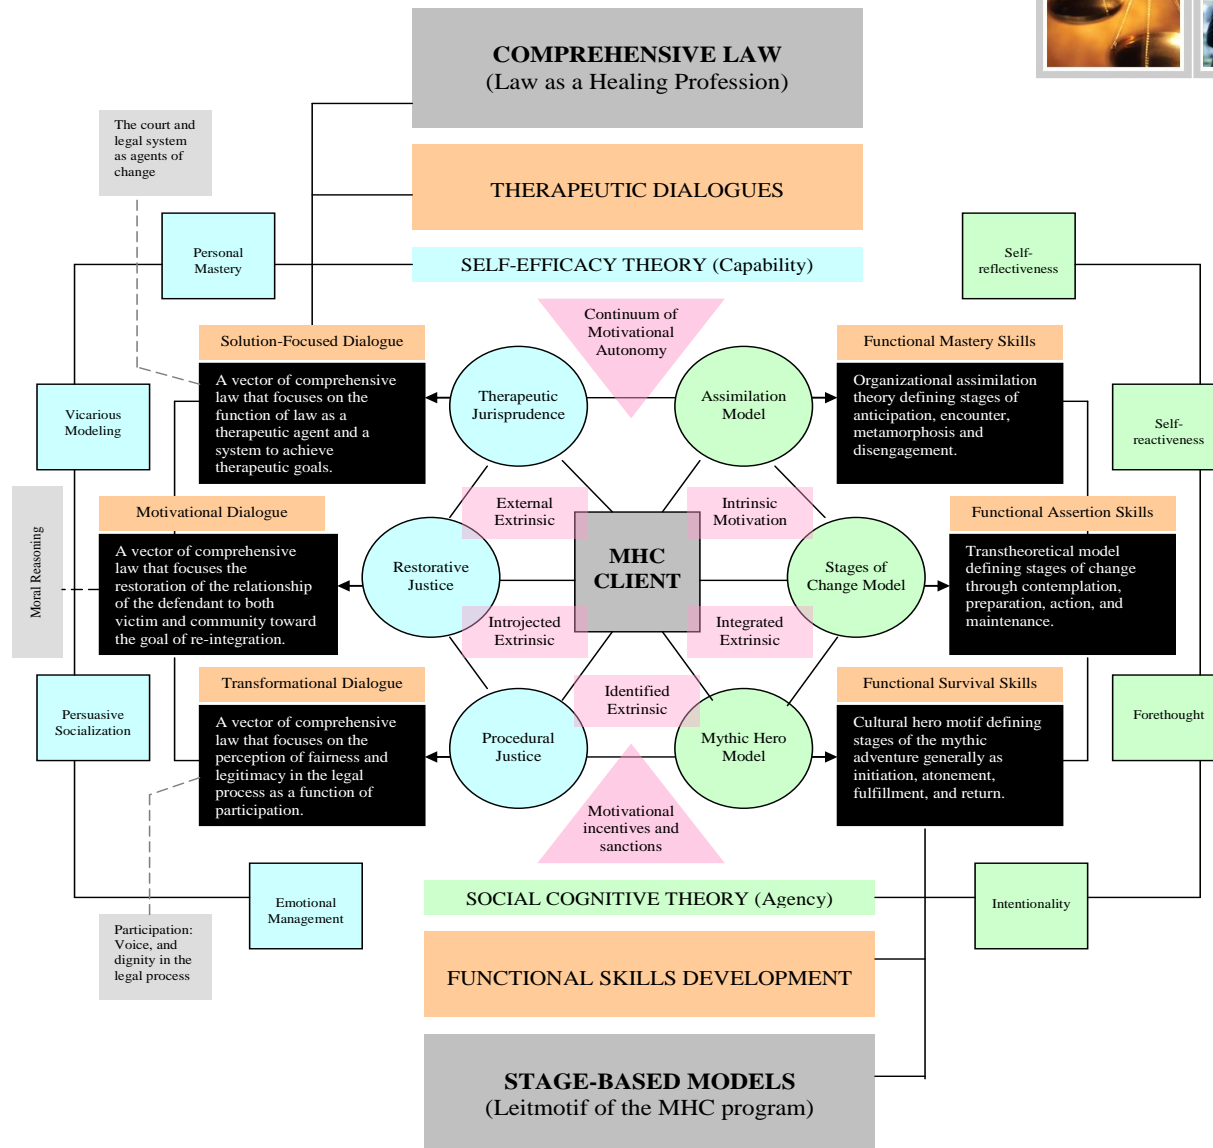 COMPREHENSIVE LAW
(Law as a Healing Profession)
The court and
legal system
as agents of
change
THERAPEUTIC DIALOGUES
Personal
Mastery
SELF-EFFICACY THEORY (Capability)
Self-
reflectiveness
Continuum of
Motivational
Autonomy
Solution-Focused Dialogue
A vector of comprehensive
law that focuses on the
function of law as a
therapeutic agent and a
system to achieve
therapeutic goals.
Therapeutic
Jurisprudence
Assimilation
Model
Functional Mastery Skills
Organizational assimilation
theory defining stages of
anticipation, encounter,
metamorphosis and
disengagement.
Vicarious
Modeling
Self-
reactiveness
Moral Reasoning
Motivational Dialogue
A vector of comprehensive
law that focuses the
restoration of the relationship
of the defendant to both
victim and community toward
the goal of re-integration.
External
Extrinsic
Intrinsic
Motivation
Restorative
Justice
MHC
CLIENT
Stages of
Change Model
Functional Assertion Skills
Transtheoretical model
defining stages of change
through contemplation,
preparation, action, and
maintenance.
Introjected
Extrinsic
Integrated
Extrinsic
Identified
Extrinsic
Persuasive
Socialization
Transformational Dialogue
A vector of comprehensive
law that focuses on the
perception of fairness and
legitimacy in the legal
process as a function of
participation.
Procedural
Justice
Mythic Hero
Model
Functional Survival Skills
Cultural hero motif defining
stages of the mythic
adventure generally as
initiation, atonement,
fulfillment, and return.
Forethought
Motivational
incentives and
sanctions
Emotional
Management
SOCIAL COGNITIVE THEORY (Agency)
Intentionality
Participation:
Voice, and
dignity in the
legal process
FUNCTIONAL SKILLS DEVELOPMENT
STAGE-BASED MODELS
(Leitmotif of the MHC program)